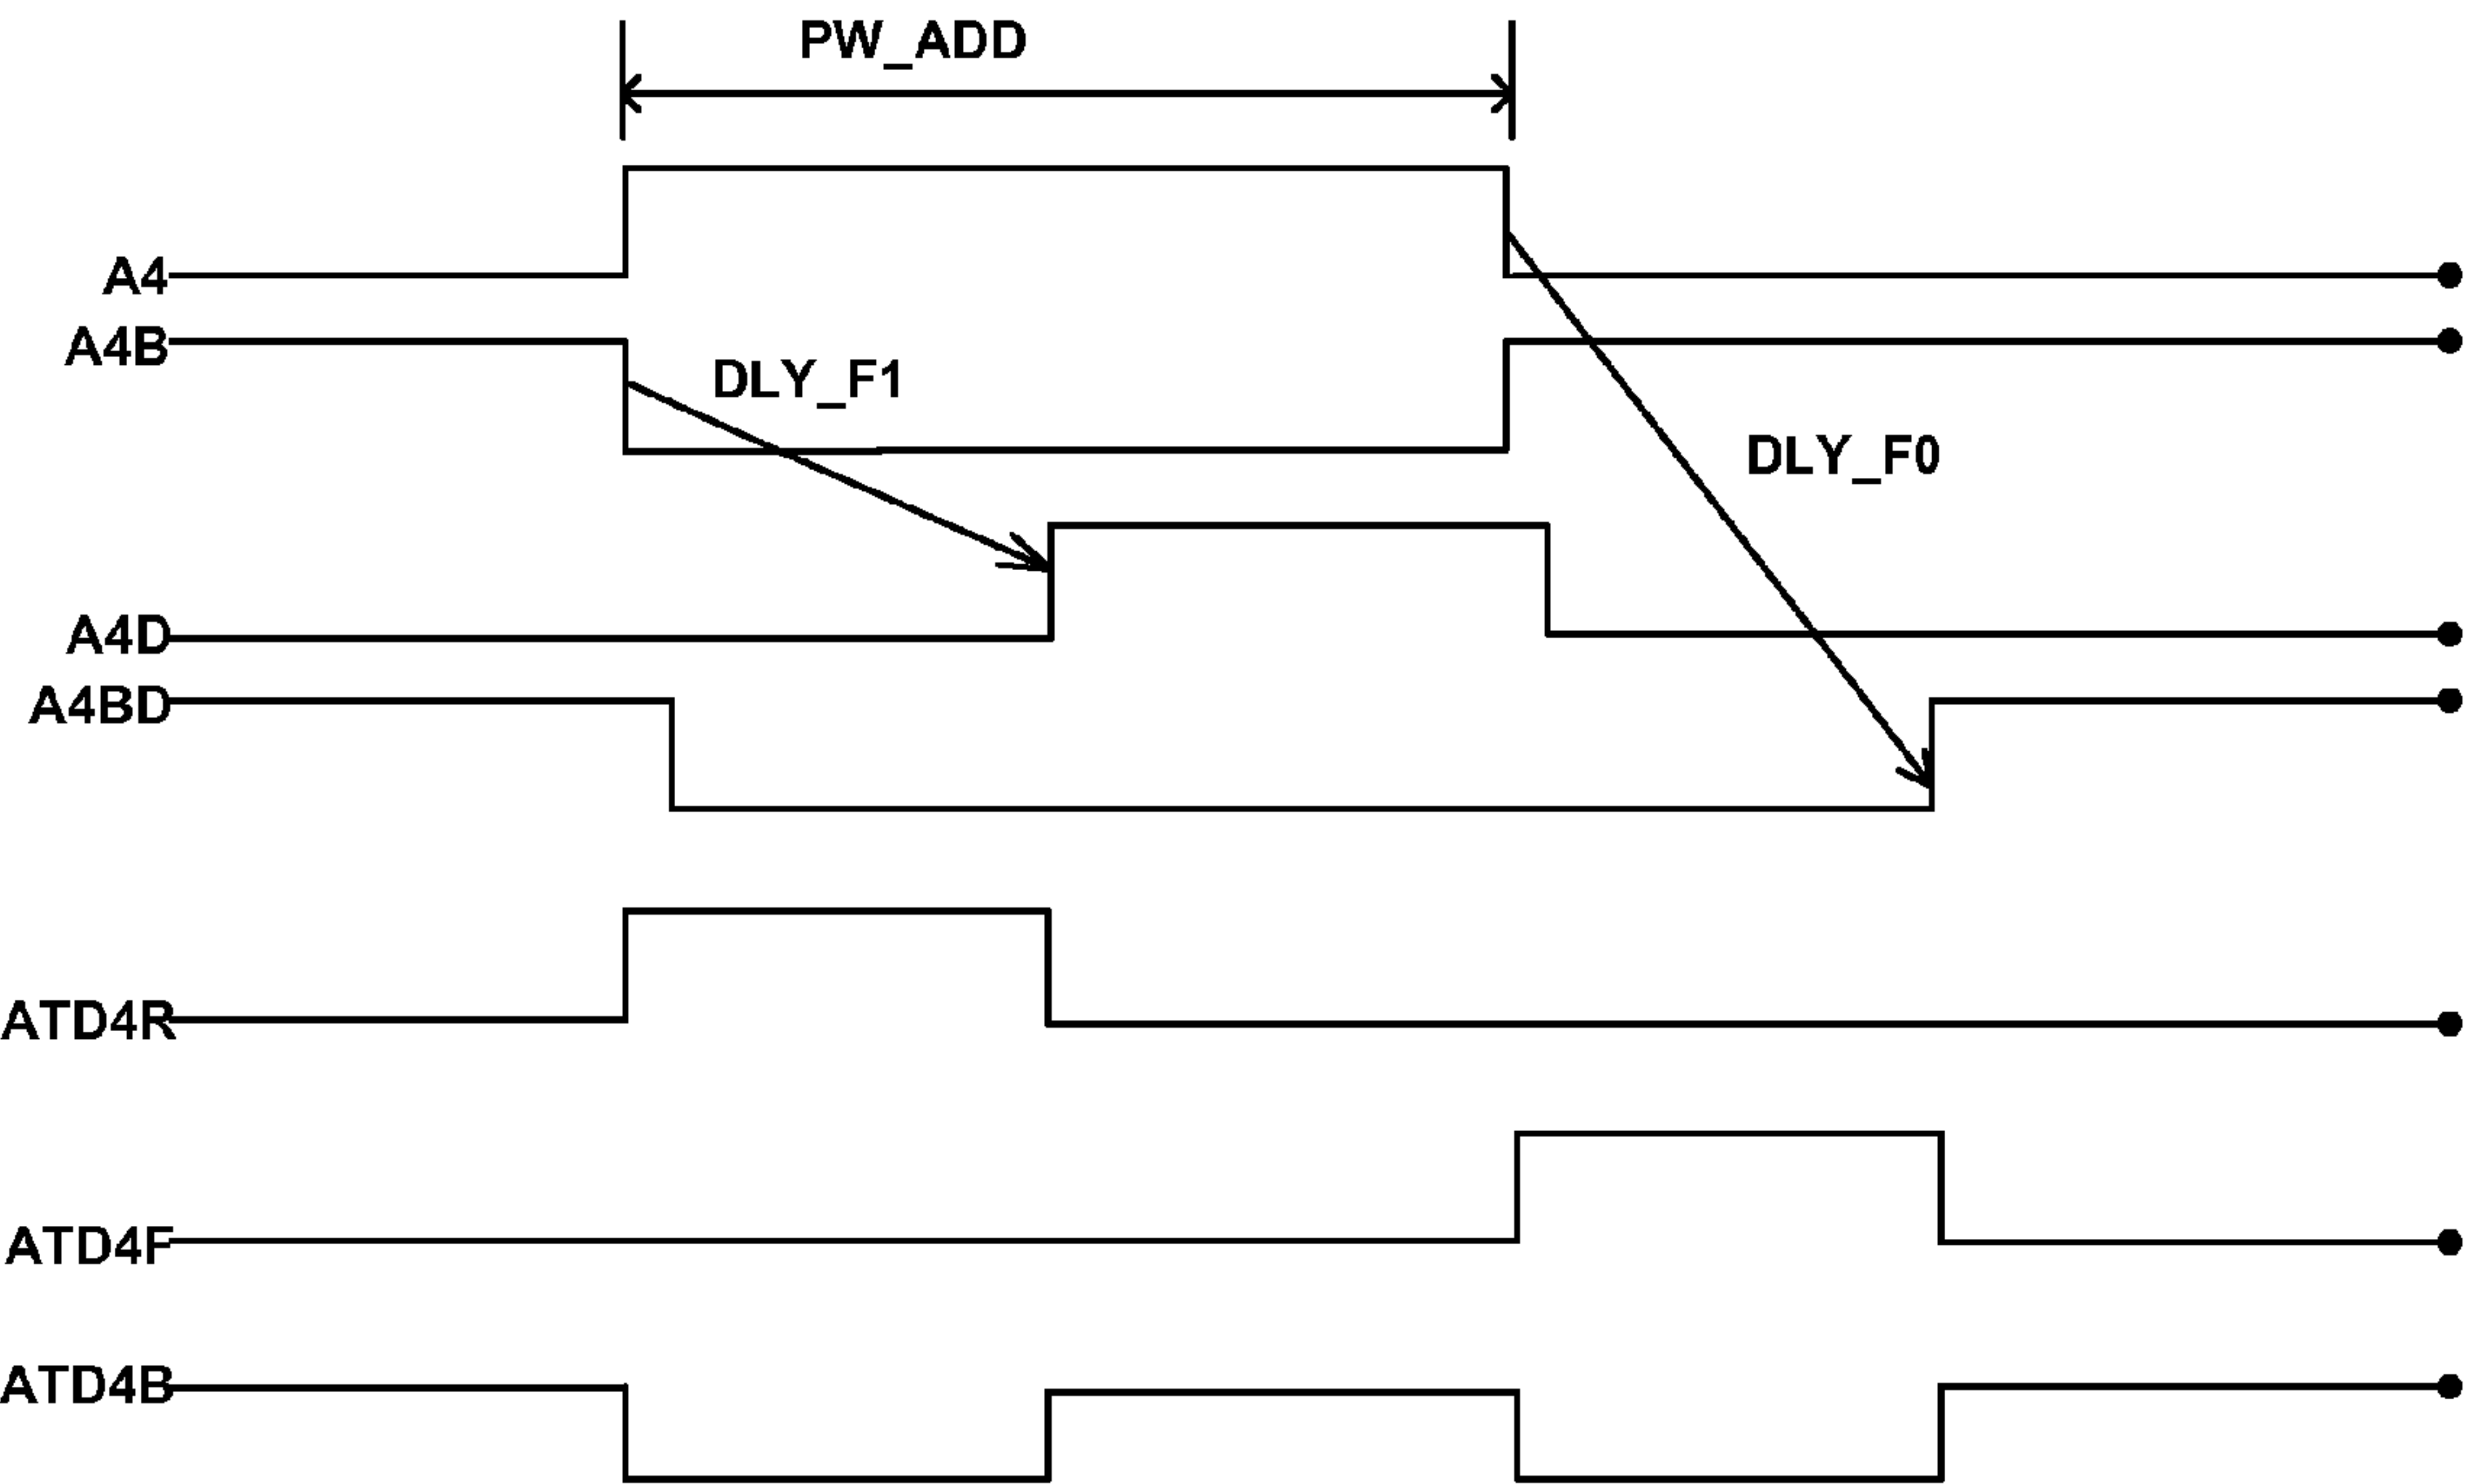 PW_ADD
A4
A4B
DLY_F1
DLY_F0
A4D
A4BD
ATD4R
ATD4F
ATD4B